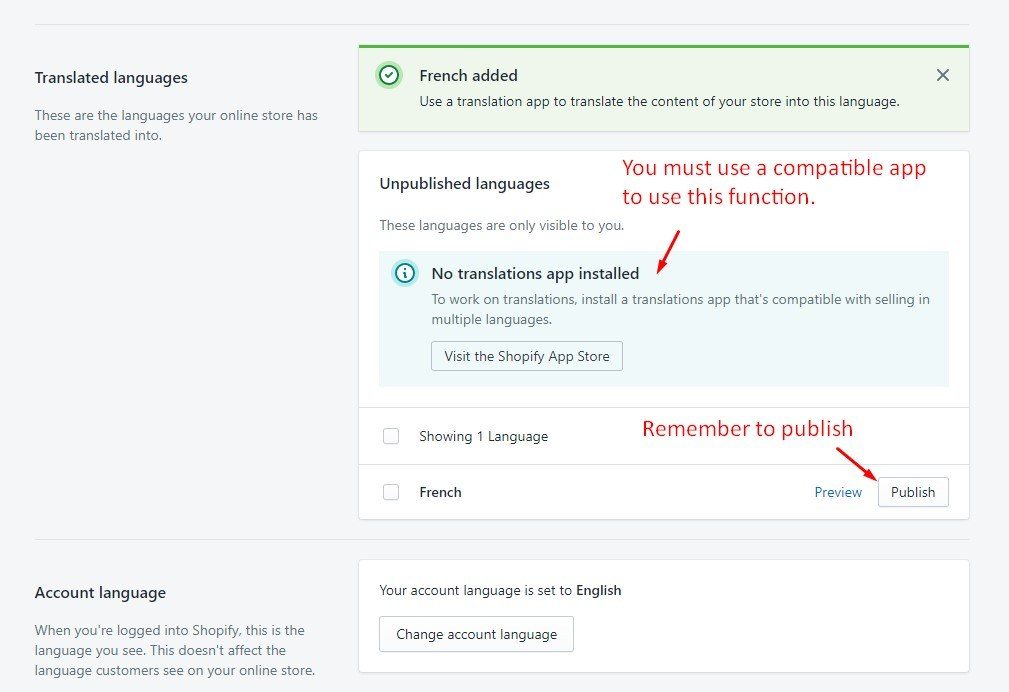 Translated languages
These are the languages your online store has
been translated into.
French added
Use a translation app to translate the content of your store into this language.
Unpublished languages
You must use a compatible app
to use this function.
These languages are only visible to you.
No translations app installed
To work on translations, install a translations app that's compatible with selling in
multiple languages.
Visit the Shopify App Store
Showing 1 Language
Remember to publish
French
Preview
Publish
Account language
When you're logged into Shopify, this is the
language you see. This doesn't affect the
language customers see on your online store.
Your account language is set to English
Change account language